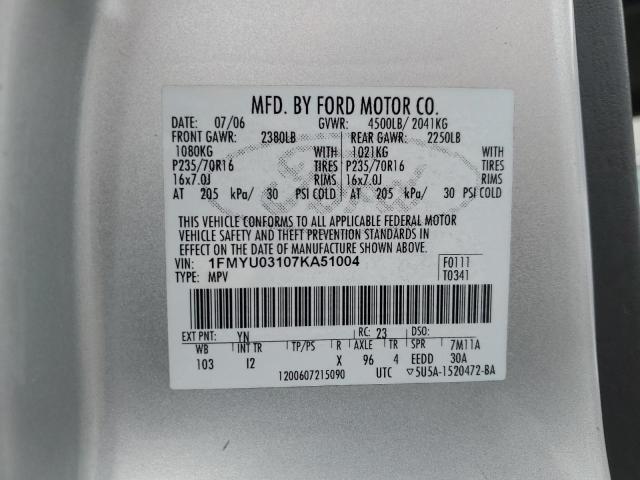 MFD. BY FORD MOTOR CO.
DATE: 07/06 GVWR: 4500LB/ 2041KG
FRONT GAWR: 2380LB REAR GAWR: 2250LB
1080KG WITH 1021KG WITH
P235/70R16 TIRES P235/70R16 TIRES
16x7.0J RIMS 16x7.0J RIMS
AT 205 kPa/ 30 PSI COLD AT 205 kPa/ 30 PSI COLD
THIS VEHICLE CONFORMS TO ALL APPLICABLE FEDERAL MOTOR
VEHICLE SAFETY AND THEFT PREVENTION STANDARDS IN
EFFECT ON THE DATE OF MANUFACTURE SHOWN ABOVE.
VIN: 1FMYU03107KA51004 F0111
TYPE: MPV T0341
EXT PNT: YN RC: 23 DSO:
WB INT TR TP/PS R AXLE TR SPR 7M11A
103 I2 X 96 4 EEDD 30A
1200607215090 UTC ▽5U5A-1520472-BA